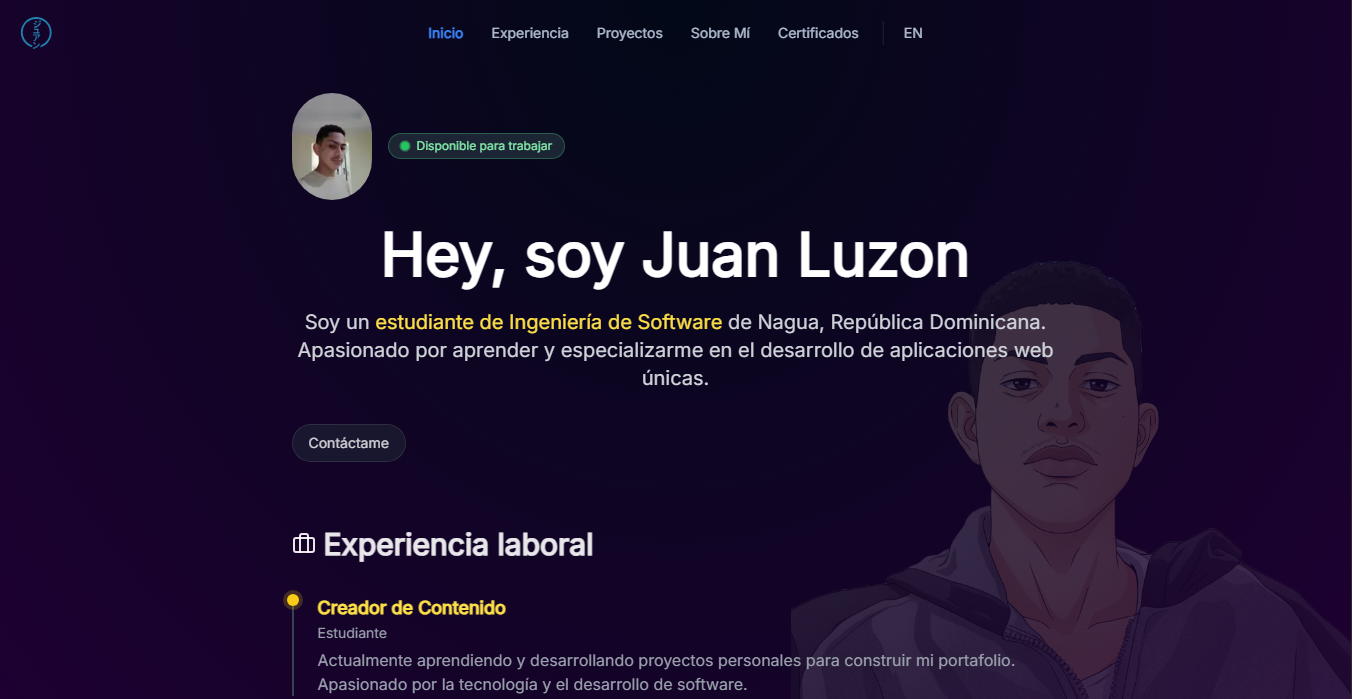 Inicio Experiencia Proyectos Sobre Mí Certificados EN
Disponible para trabajar
Hey, soy Juan Luzon
Soy un estudiante de Ingeniería de Software de Nagua, República Dominicana.
Apasionado por aprender y especializarme en el desarrollo de aplicaciones web
únicas.
Contáctame
Experiencia laboral
Creador de Contenido
Estudiante
Actualmente aprendiendo y desarrollando proyectos personales para construir mi portafolio.
Apasionado por la tecnología y el desarrollo de software.